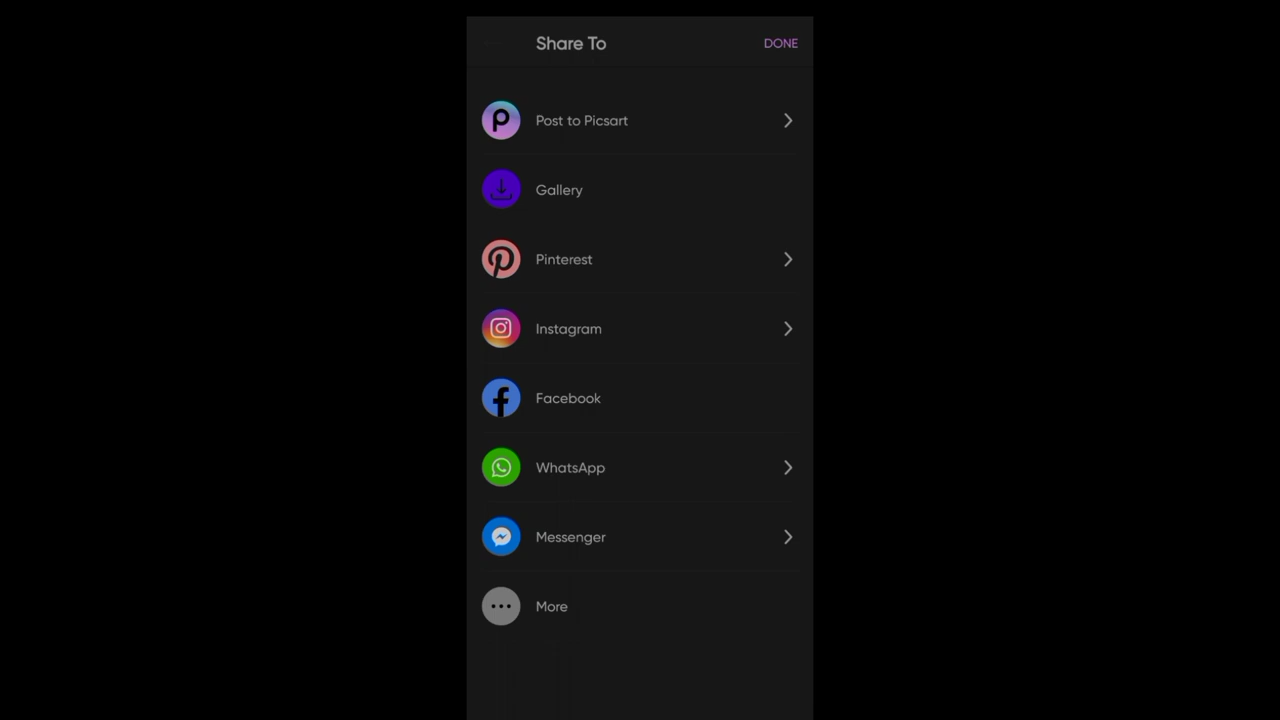 Share To
DONE
Post to Picsart
Gallery
Pinterest
Instagram
Facebook
WhatsApp
Messenger
More